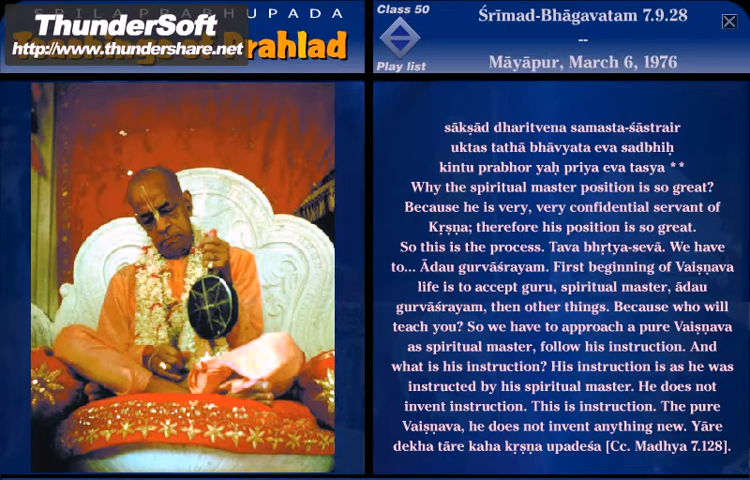 SRILA PRABHUPADA
ThunderSoft
http://www.thundershare.net
Teachings of Prahlad
Class 50
Play list
Śrīmad-Bhāgavatam 7.9.28
--
Māyāpur, March 6, 1976
sākṣād dharitvena samasta-śāstrair
uktas tathā bhāvyata eva sadbhiḥ
kintu prabhor yaḥ priya eva tasya **
Why the spiritual master position is so great?
Because he is very, very confidential servant of
Kṛṣṇa; therefore his position is so great.
So this is the process. Tava bhṛtya-sevā. We have
to... Ādau gurvāśrayam. First beginning of Vaiṣṇava
life is to accept guru, spiritual master, ādau
gurvāśrayam, then other things. Because who will
teach you? So we have to approach a pure Vaiṣṇava
as spiritual master, follow his instruction. And
what is his instruction? His instruction is as he was
instructed by his spiritual master. He does not
invent instruction. This is instruction. The pure
Vaiṣṇava, he does not invent anything new. Yāre
dekha tāre kaha kṛṣṇa upadeśa [Cc. Madhya 7.128].